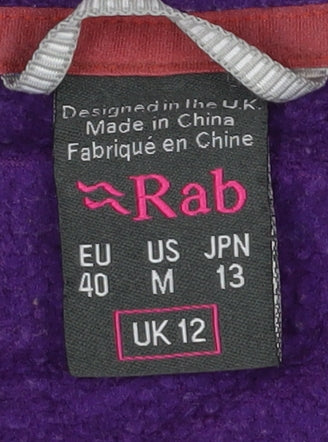 Designed in the U.K.
Made in China
Fabriqué en Chine
Rab
EU US JPN
40 M 13
UK 12